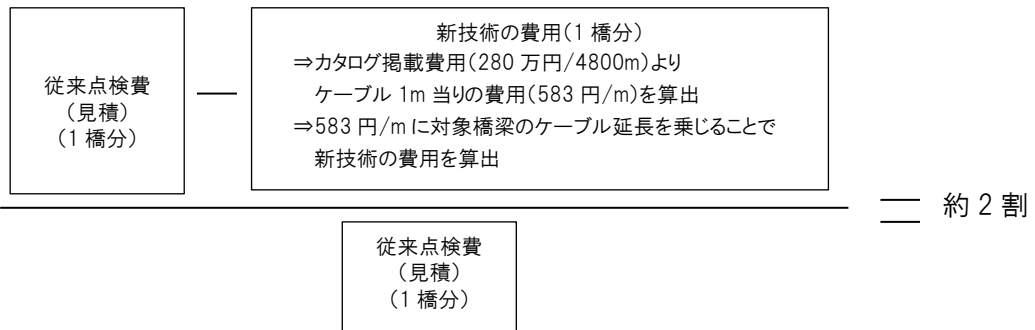 従来点検費
（見積）
（1 橋分）
新技術の費用（1 橋分）
⇒カタログ掲載費用（280 万円/4800m）より
ケーブル 1m 当りの費用（583 円/m）を算出
⇒583 円/m に対象橋梁のケーブル延長を乗じることで
新技術の費用を算出
約 2 割
従来点検費
（見積）
（1 橋分）